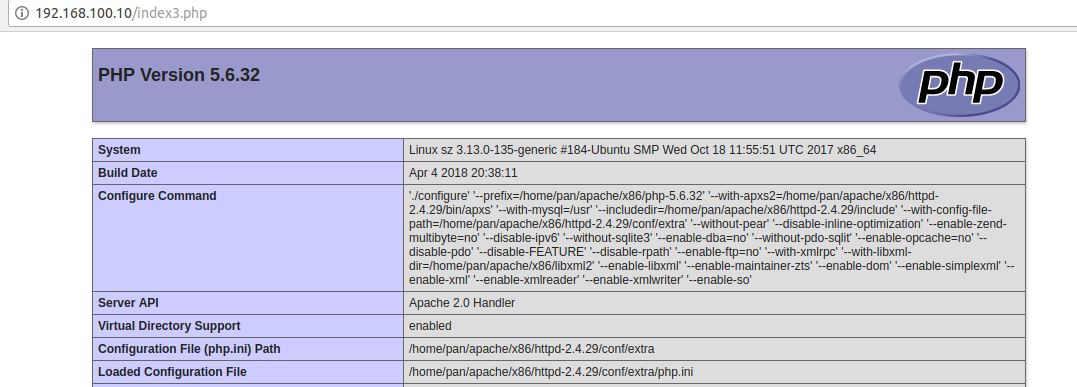 192.168.100.10/index3.php
PHP Version 5.6.32
php
System
Linux sz 3.13.0-135-generic #184-Ubuntu SMP Wed Oct 18 11:55:51 UTC 2017 x86_64
Build Date
Apr 4 2018 20:38:11
Configure Command
'./configure' '--prefix=/home/pan/apache/x86/php-5.6.32' '--with-apxs2=/home/pan/apache/x86/httpd-
2.4.29/bin/apxs' '--with-mysql=/usr' '--includedir=/home/pan/apache/x86/httpd-2.4.29/include' '--with-config-file-
path=/home/pan/apache/x86/httpd-2.4.29/conf/extra' '--without-pear' '--disable-inline-optimization' '--enable-zend-
multibyte=no' '--disable-ipv6' '--without-sqlite3' '--enable-dba=no' '--without-pdo-sqlit' '--enable-opcache=no' '--
disable-pdo' '--disable-FEATURE' '--disable-rpath' '--enable-ftp=no' '--with-xmlrpc' '--with-libxml-
dir=/home/pan/apache/x86/libxml2' '--enable-libxml' '--enable-maintainer-zts' '--enable-dom' '--enable-simplexml' '--
enable-xml' '--enable-xmlreader' '--enable-xmlwriter' '--enable-so'
Server API
Apache 2.0 Handler
Virtual Directory Support
enabled
Configuration File (php.ini) Path
/home/pan/apache/x86/httpd-2.4.29/conf/extra
Loaded Configuration File
/home/pan/apache/x86/httpd-2.4.29/conf/extra/php.ini